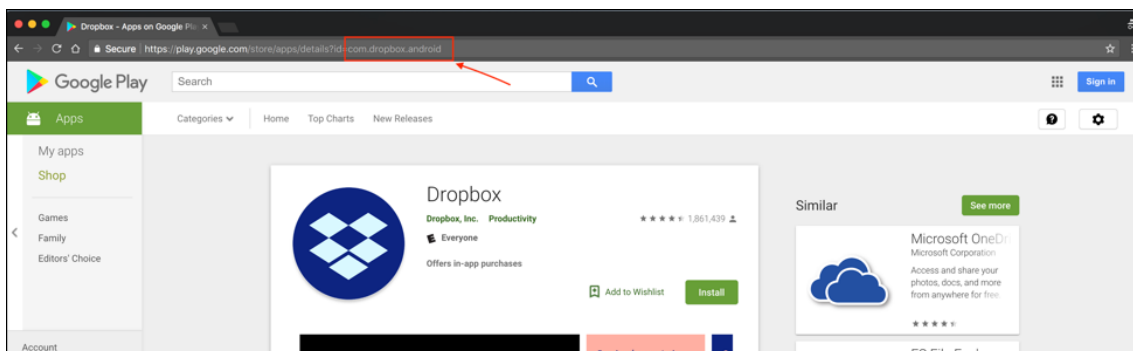 Dropbox - Apps on Google Pla
Secure | https://play.google.com/store/apps/details?id=com.dropbox.android
Google Play
Search
Sign in
Apps
Categories
Home
Top Charts
New Releases
My apps
Shop
Games
Family
Editors' Choice
Account
Dropbox
Dropbox, Inc. Productivity
1,861,439
Everyone
Offers in-app purchases
Add to Wishlist
Install
Similar
See more
Microsoft OneDr
Microsoft Corporation
Access and share your
photos, docs, and more
from anywhere for free.